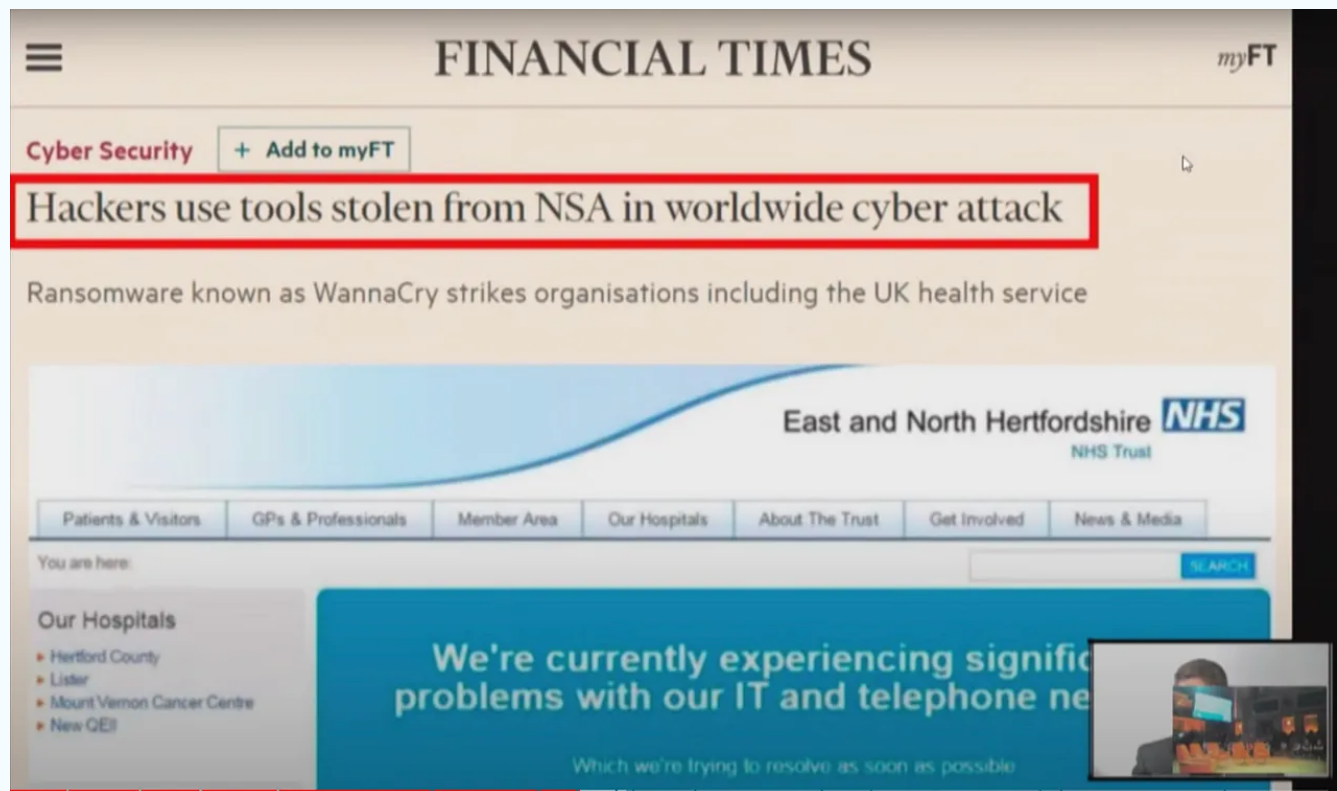 FINANCIAL TIMES
myFT
Cyber Security
+ Add to myFT
Hackers use tools stolen from NSA in worldwide cyber attack
Ransomware known as WannaCry strikes organisations including the UK health service
East and North Hertfordshire NHS
NHS Trust
Patients & Visitors
GPs & Professionals
Member Area
Our Hospitals
About The Trust
Get Involved
News & Media
You are here:
SEARCH
Our Hospitals
Hertford County
Lister
Mount Vernon Cancer Centre
New QEII
We're currently experiencing signific
problems with our IT and telephone ne
Which we're trying to resolve as soon as possible